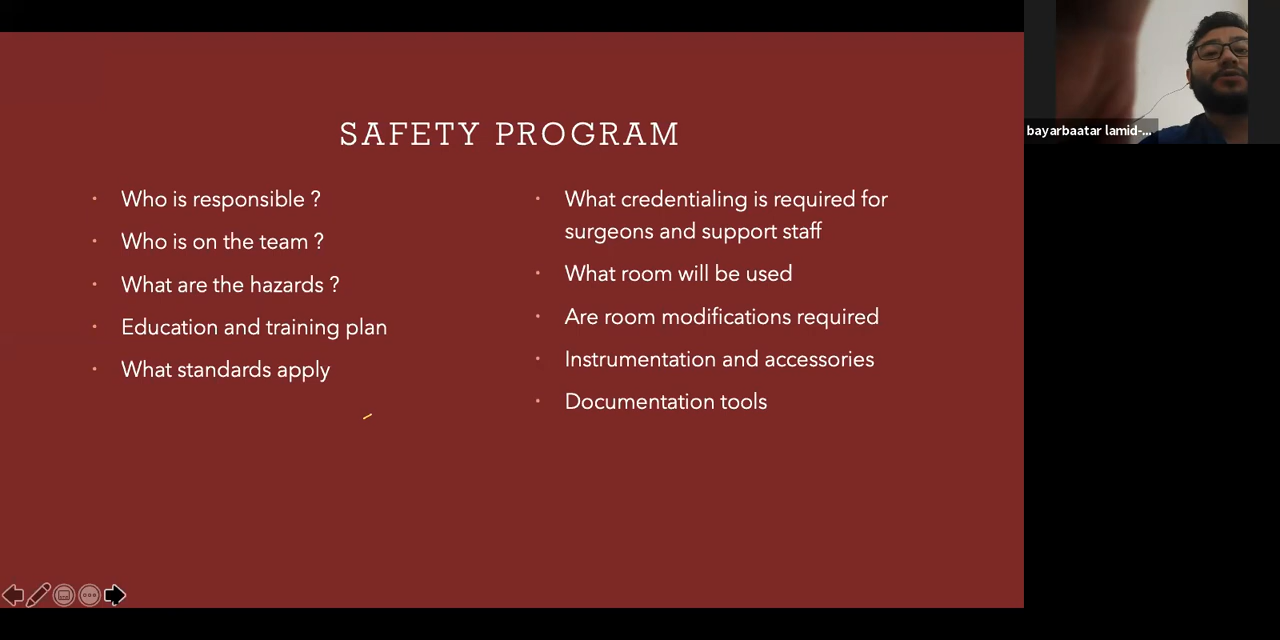 SAFETY PROGRAM
Who is responsible ?
Who is on the team ?
What are the hazards ?
Education and training plan
What standards apply
What credentialing is required for
surgeons and support staff
What room will be used
Are room modifications required
Instrumentation and accessories
Documentation tools
bayarbaatar lamid-...